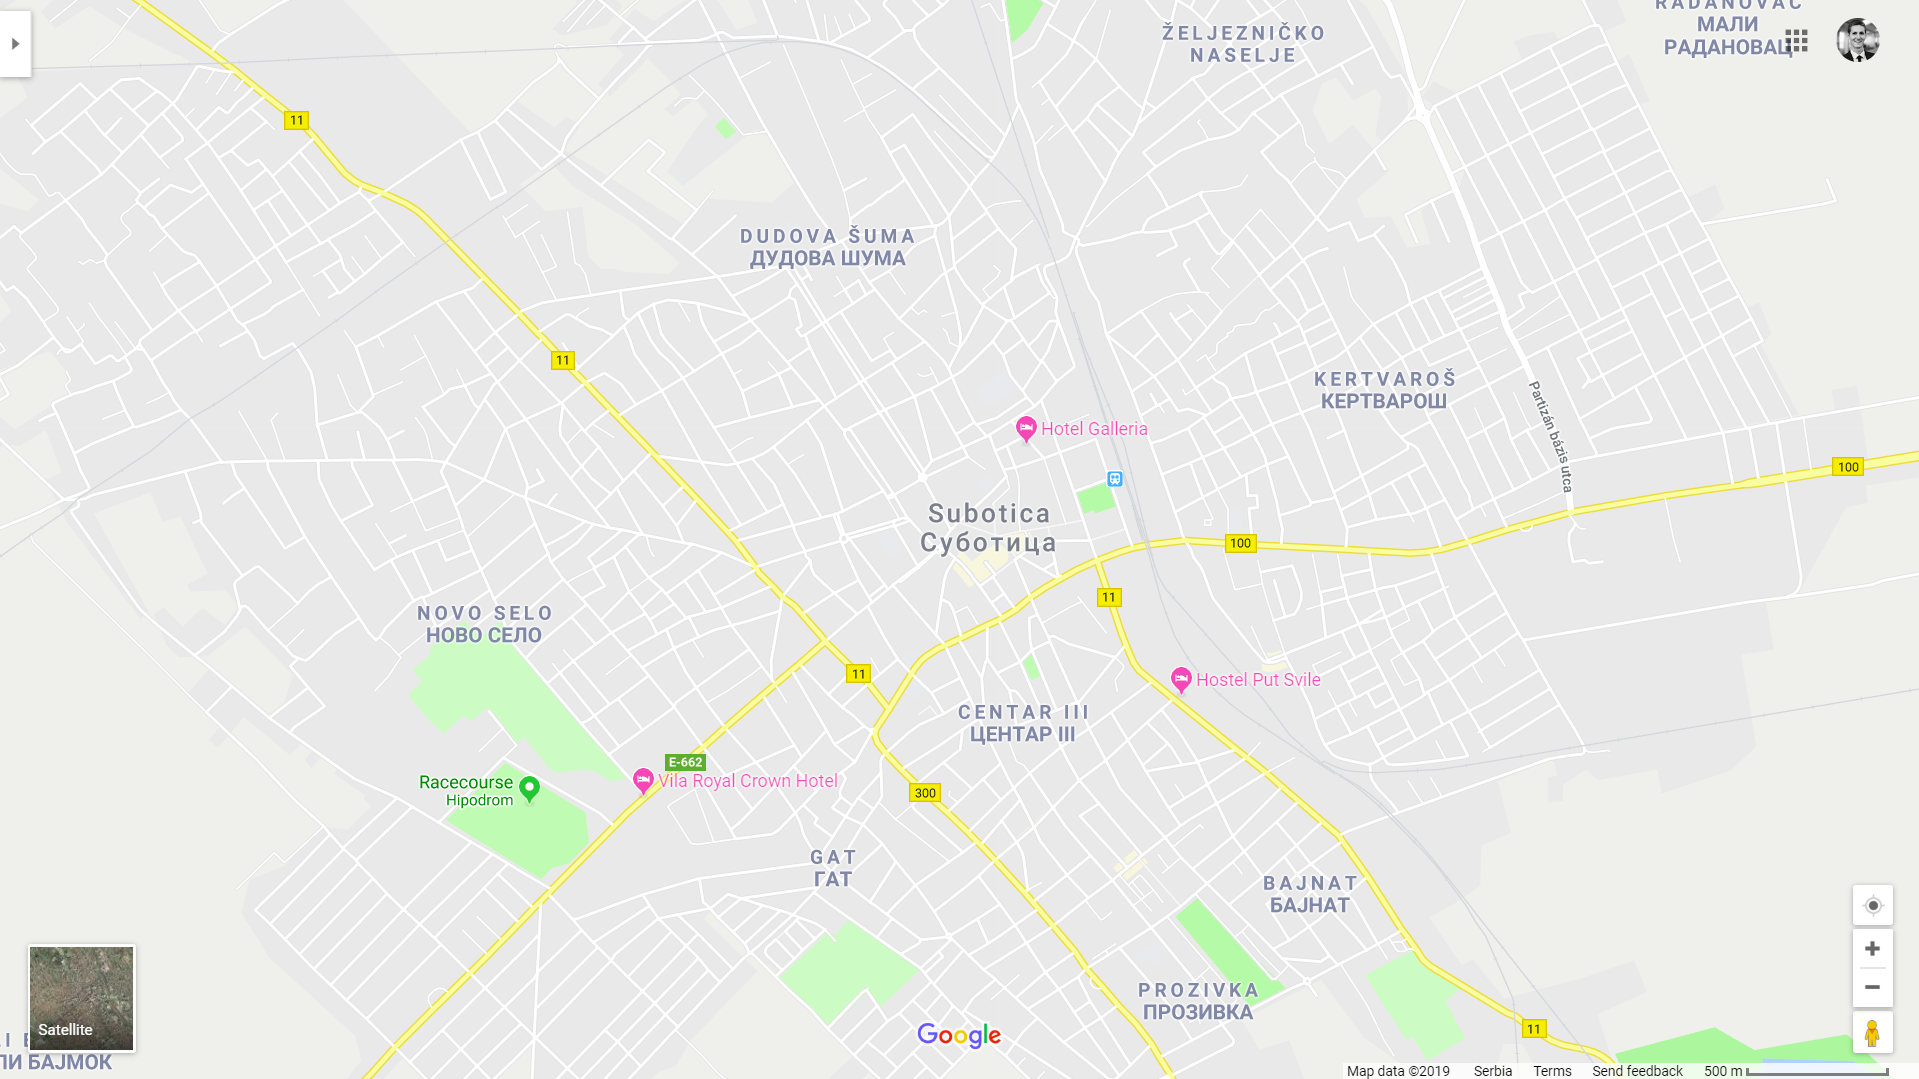 RADANOVAC
МАЛИ
РАДАНОВАЦ
ŽELJEZNIČKO
NASELJE
11
DUDOVA ŠUMA
ДУДОВА ШУМА
11
KERTVAROŠ
КЕРТВАРОШ
Partizán bázis utca
Hotel Galleria
100
Subotica
Суботица
100
11
NOVO SELO
НОВО СЕЛО
11
Hostel Put Svile
CENTAR III
ЦЕНТАР III
E-662
Vila Royal Crown Hotel
Racecourse
Hipodrom
300
GAT
ГАТ
BAJNAT
БАЈНАТ
PROZIVKA
ПРОЗИВКА
Satellite
11
Google
БАЈМОК
Map data ©2019 Serbia Terms Send feedback 500 m